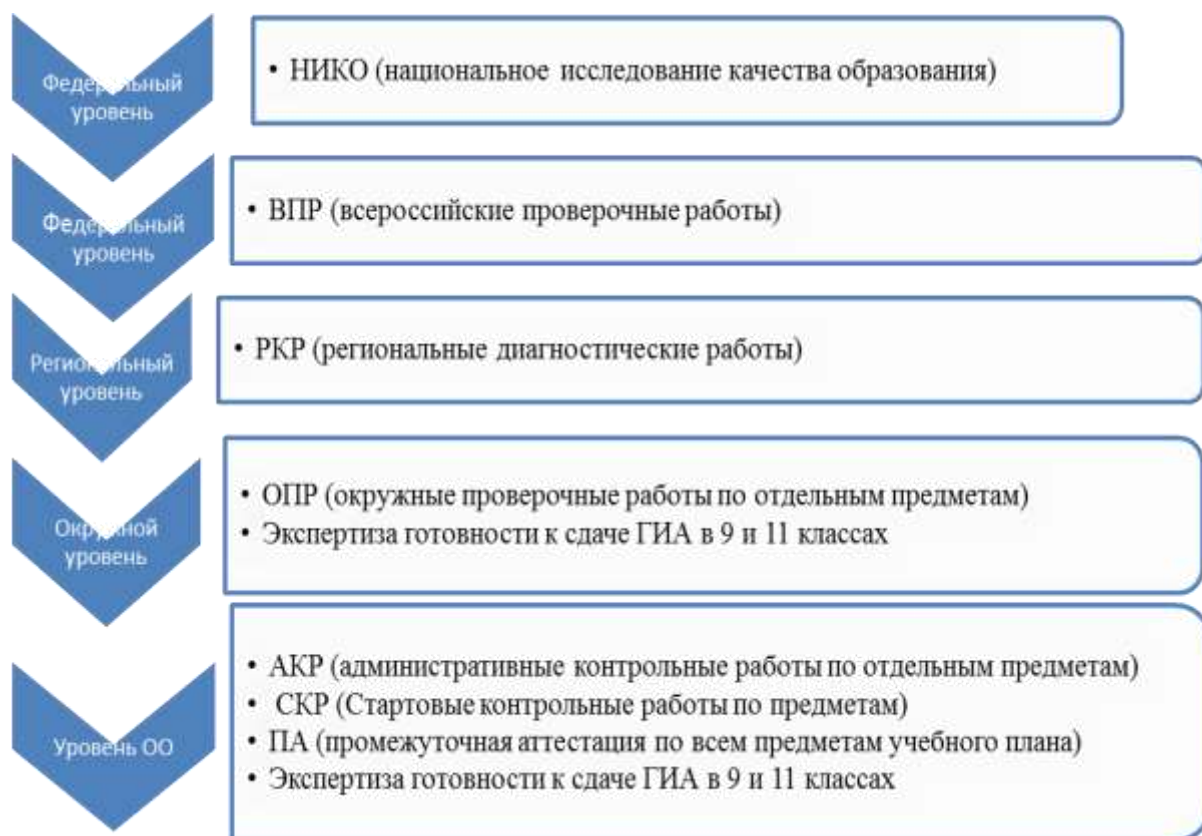 Федеральный
уровень
• НИКО (национальное исследование качества образования)
Федеральный
уровень
• ВПР (всероссийские проверочные работы)
Региональный
уровень
• РКР (региональные диагностические работы)
Окружной
уровень
• ОПР (окружные проверочные работы по отдельным предметам)
• Экспертиза готовности к сдаче ГИА в 9 и 11 классах
Уровень ОО
• АКР (административные контрольные работы по отдельным предметам)
• СКР (Стартовые контрольные работы по предметам)
• ПА (промежуточная аттестация по всем предметам учебного плана)
• Экспертиза готовности к сдаче ГИА в 9 и 11 классах